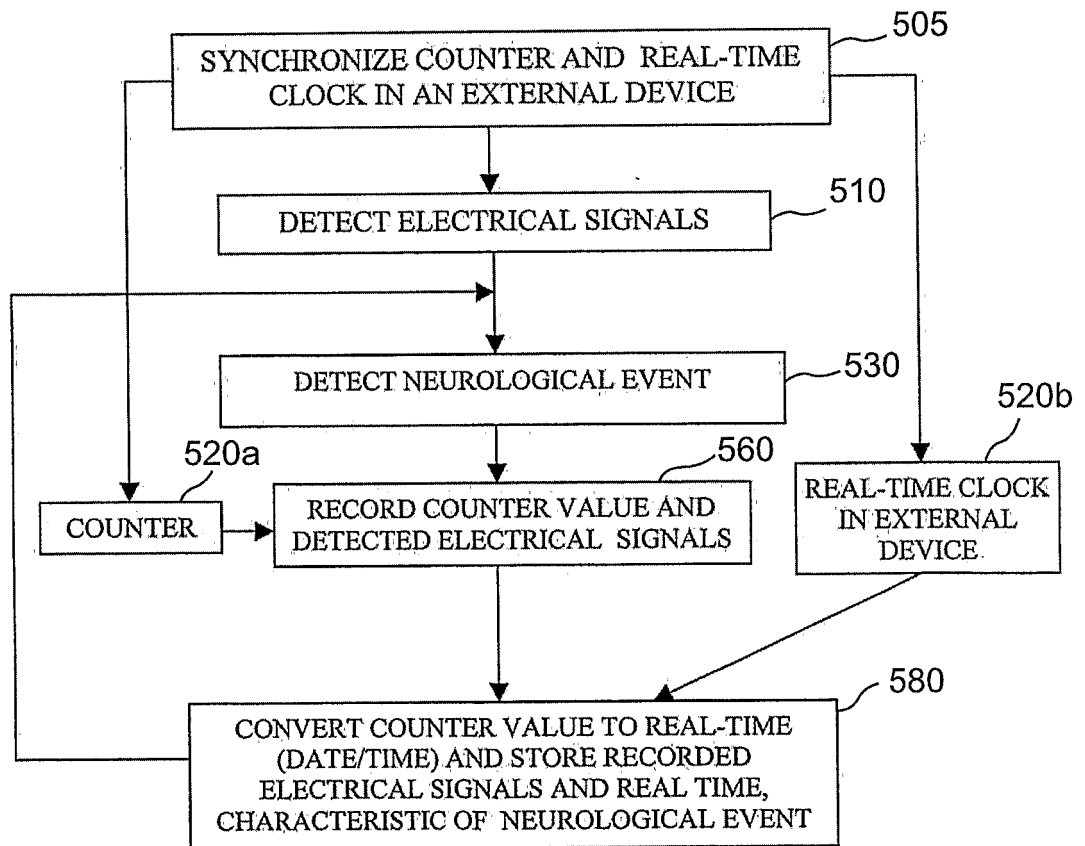 505
SYNCHRONIZE COUNTER AND REAL-TIME
CLOCK IN AN EXTERNAL DEVICE
510
DETECT ELECTRICAL SIGNALS
530
DETECT NEUROLOGICAL EVENT
520b
520a
560
REAL-TIME CLOCK
IN EXTERNAL
DEVICE
COUNTER
RECORD COUNTER VALUE AND
DETECTED ELECTRICAL SIGNALS
580
CONVERT COUNTER VALUE TO REAL-TIME
(DATE/TIME) AND STORE RECORDED
ELECTRICAL SIGNALS AND REAL TIME,
CHARACTERISTIC OF NEUROLOGICAL EVENT